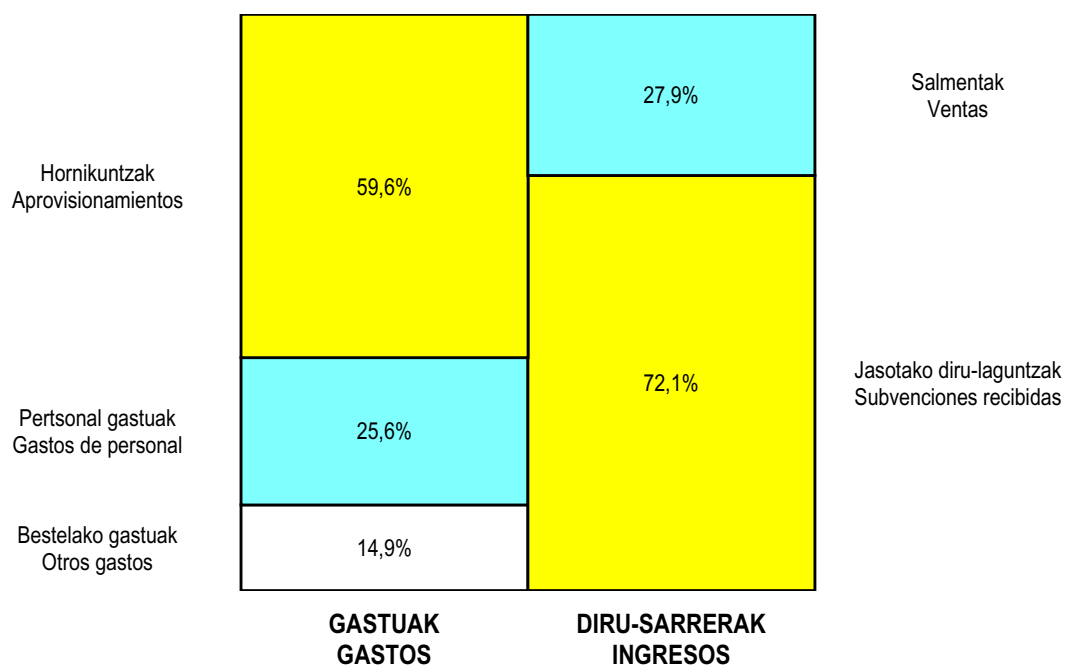 27,9%
Salmentak
Ventas
Hornikuntzak
Aprovisionamientos
59,6%
72,1%
Jasotako diru-laguntzak
Subvenciones recibidas
Pertsonal gastuak
Gastos de personal
25,6%
Bestelako gastuak
Otros gastos
14,9%
GASTUAK
GASTOS
DIRU-SARRERAK
INGRESOS